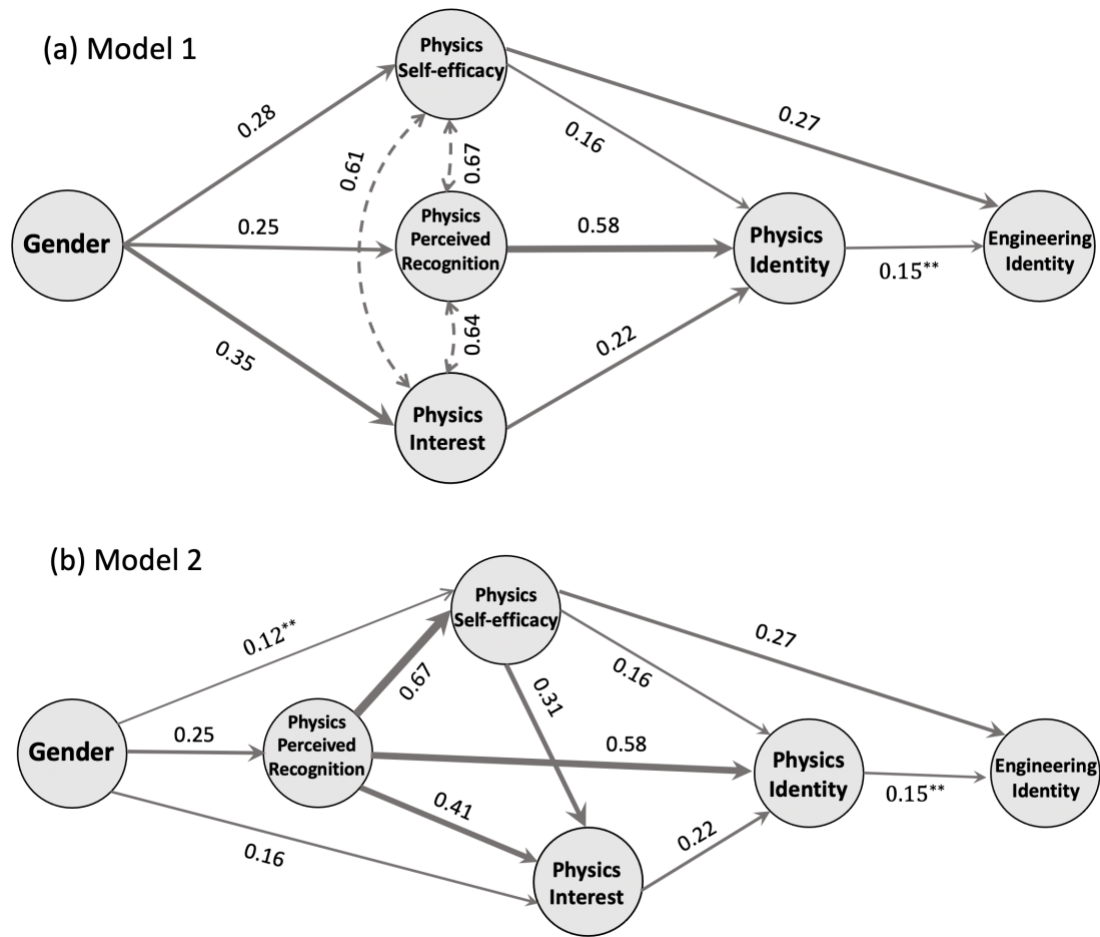 (a) Model 1
Physics
Self-efficacy
0.28
0.27
0.16
0.61
0.67
Gender
0.25
Physics
Perceived
Recognition
0.58
Physics
Identity
0.15**
Engineering
Identity
0.35
0.64
0.22
Physics
Interest
(b) Model 2
Physics
Self-efficacy
0.12**
0.27
0.67
0.31
0.16
Gender
0.25
Physics
Perceived
Recognition
0.58
Physics
Identity
0.15**
Engineering
Identity
0.41
0.16
0.22
Physics
Interest